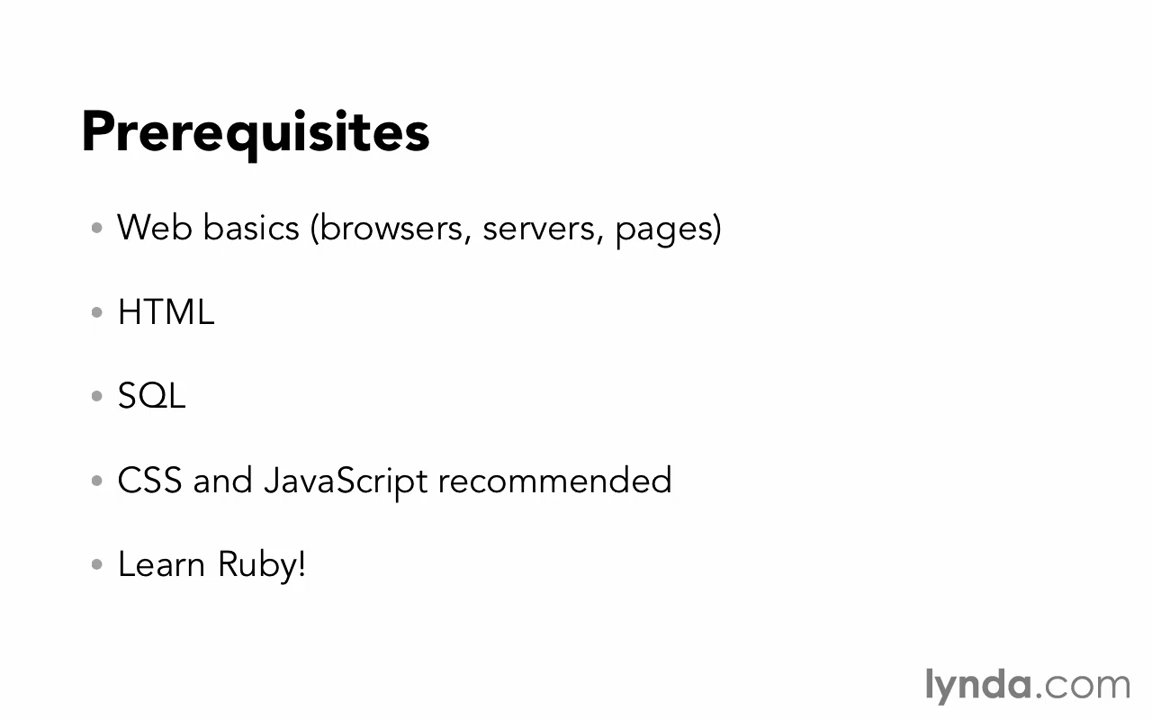 Prerequisites
• Web basics (browsers, servers, pages)
• HTML
• SQL
• CSS and JavaScript recommended
• Learn Ruby!
lynda.com